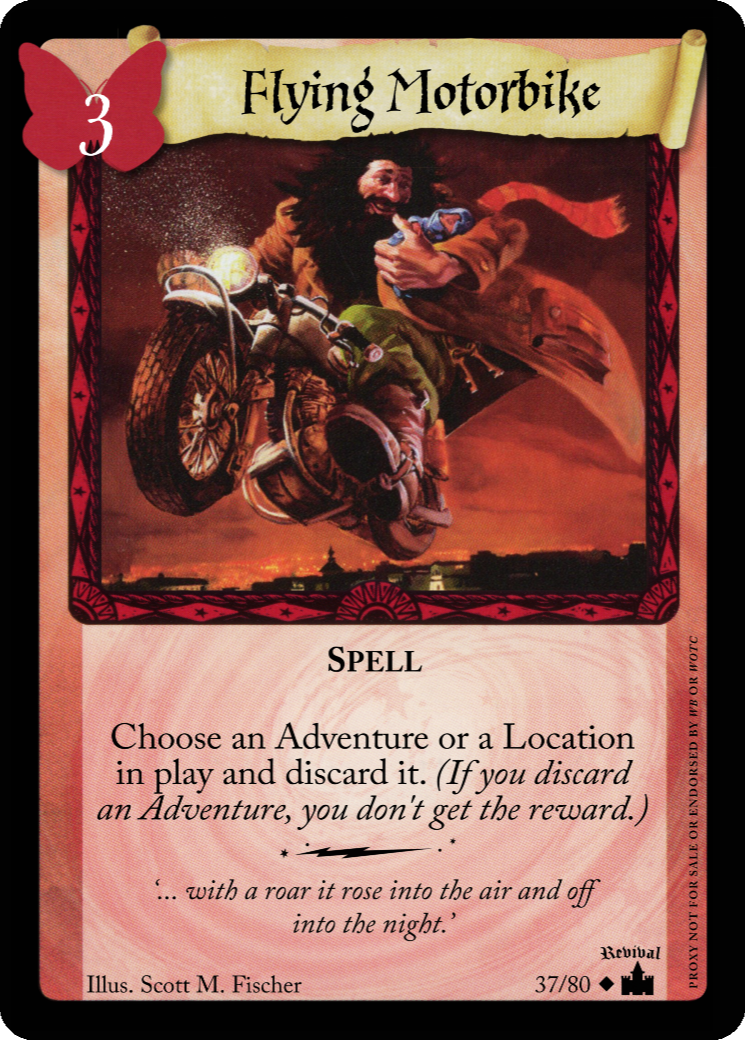 3
Flying Motorbike
SPELL
Choose an Adventure or a Location
in play and discard it. (If you discard
an Adventure, you don't get the reward.)
‘... with a roar it rose into the air and off
into the night.’
Revival
Illus. Scott M. Fischer
37/80
PROXY NOT FOR SALE OR ENDORSED BY WB OR WOTC